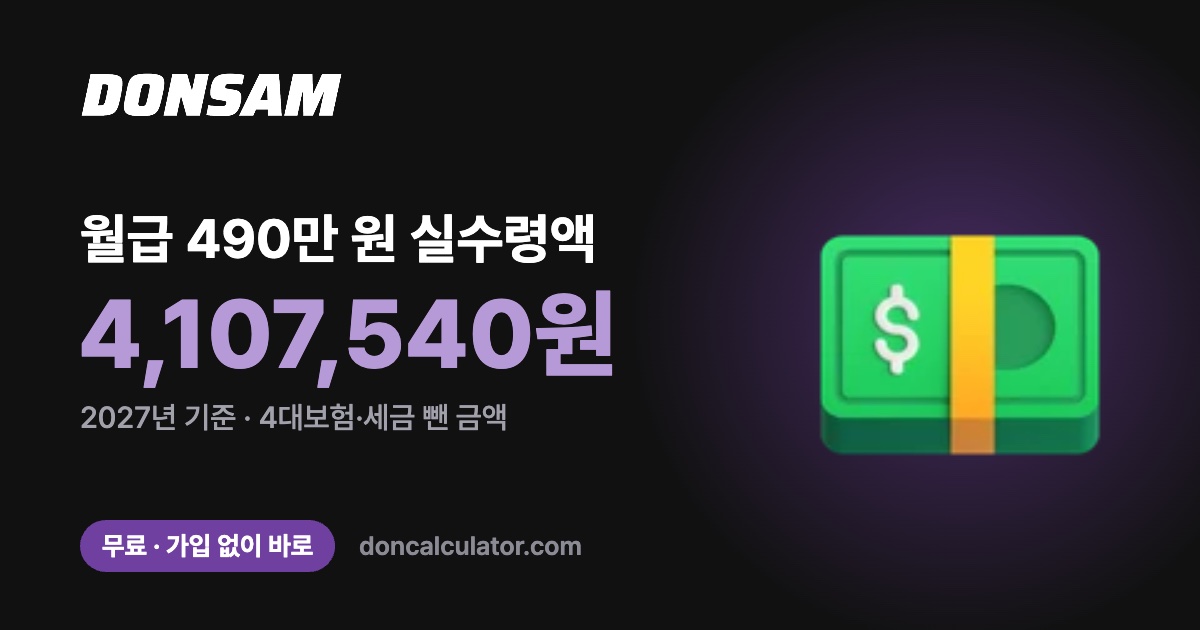 DONSAM
월급 490만 원 실수령액
4,107,540원
2027년 기준 · 4대보험·세금 뺀 금액
무료 · 가입 없이 바로
doncalculator.com
$